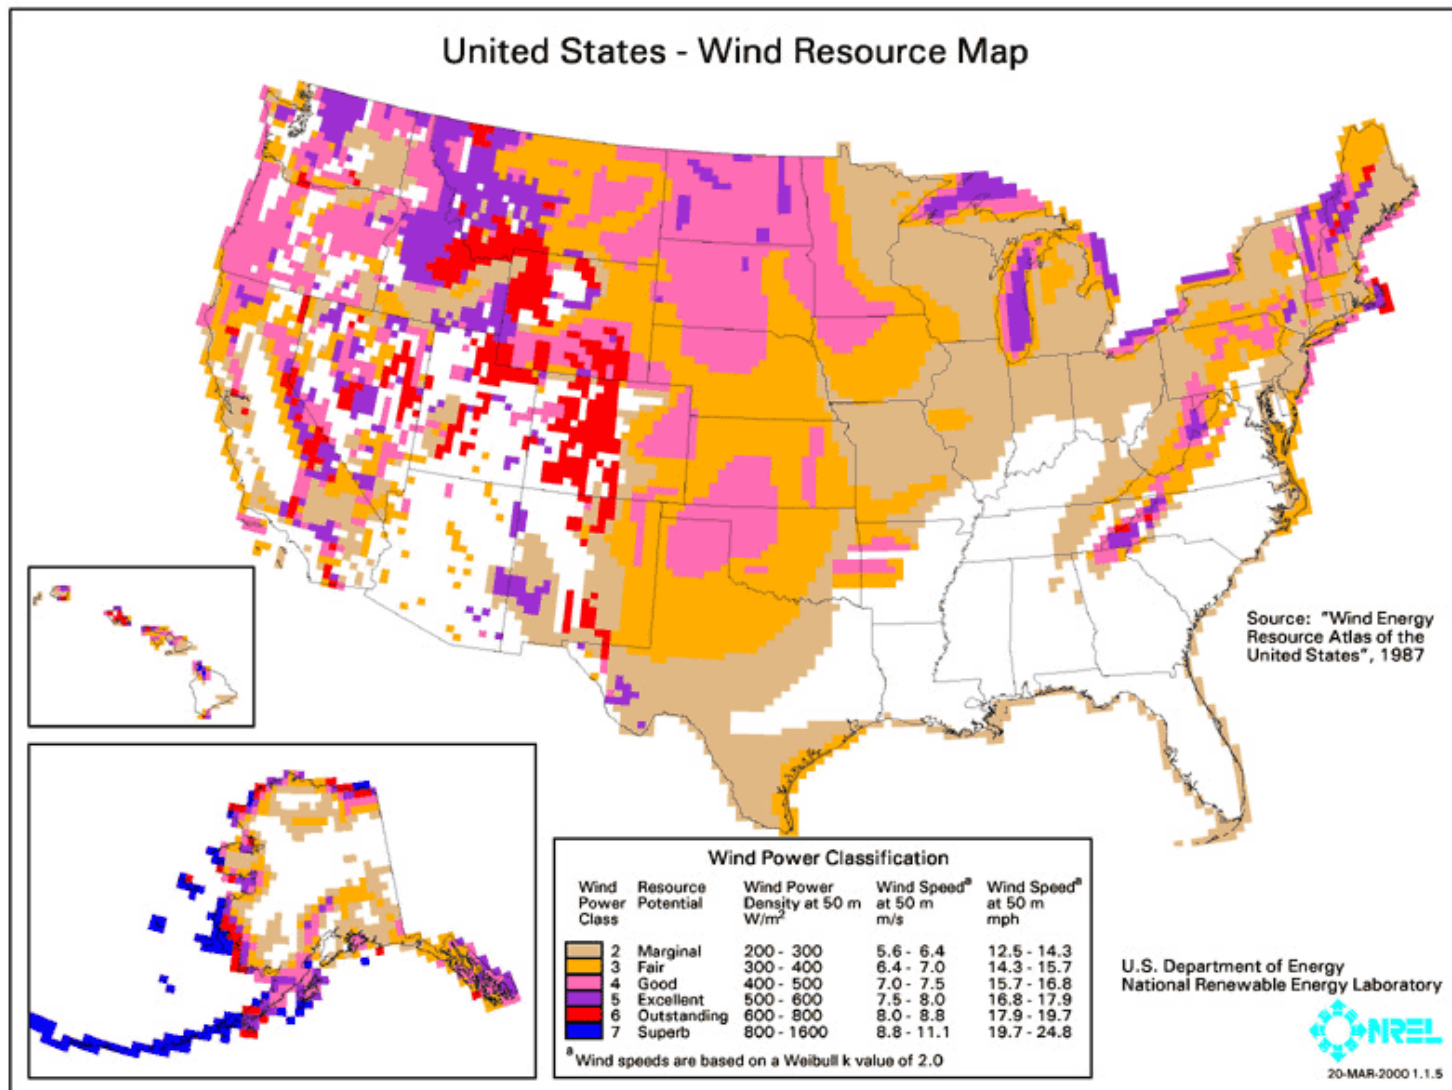 United States - Wind Resource Map
Source: "Wind Energy
Resource Atlas of the
United States", 1987
Wind Power Classification
Wind Power Class Resource Potential Wind Power Density at 50 m W/m² Wind Speedᵃ at 50 m m/s Wind Speedᵃ at 50 m mph
2 Marginal 200 - 300 5.6 - 6.4 12.5 - 14.3
3 Fair 300 - 400 6.4 - 7.0 14.3 - 15.7
4 Good 400 - 500 7.0 - 7.5 15.7 - 16.8
5 Excellent 500 - 600 7.5 - 8.0 16.8 - 17.9
6 Outstanding 600 - 800 8.0 - 8.8 17.9 - 19.7
7 Superb 800 - 1600 8.8 - 11.1 19.7 - 24.8
ᵃ Wind speeds are based on a Weibull k value of 2.0
U.S. Department of Energy
National Renewable Energy Laboratory
NREL
20-MAR-2000 1.1.5